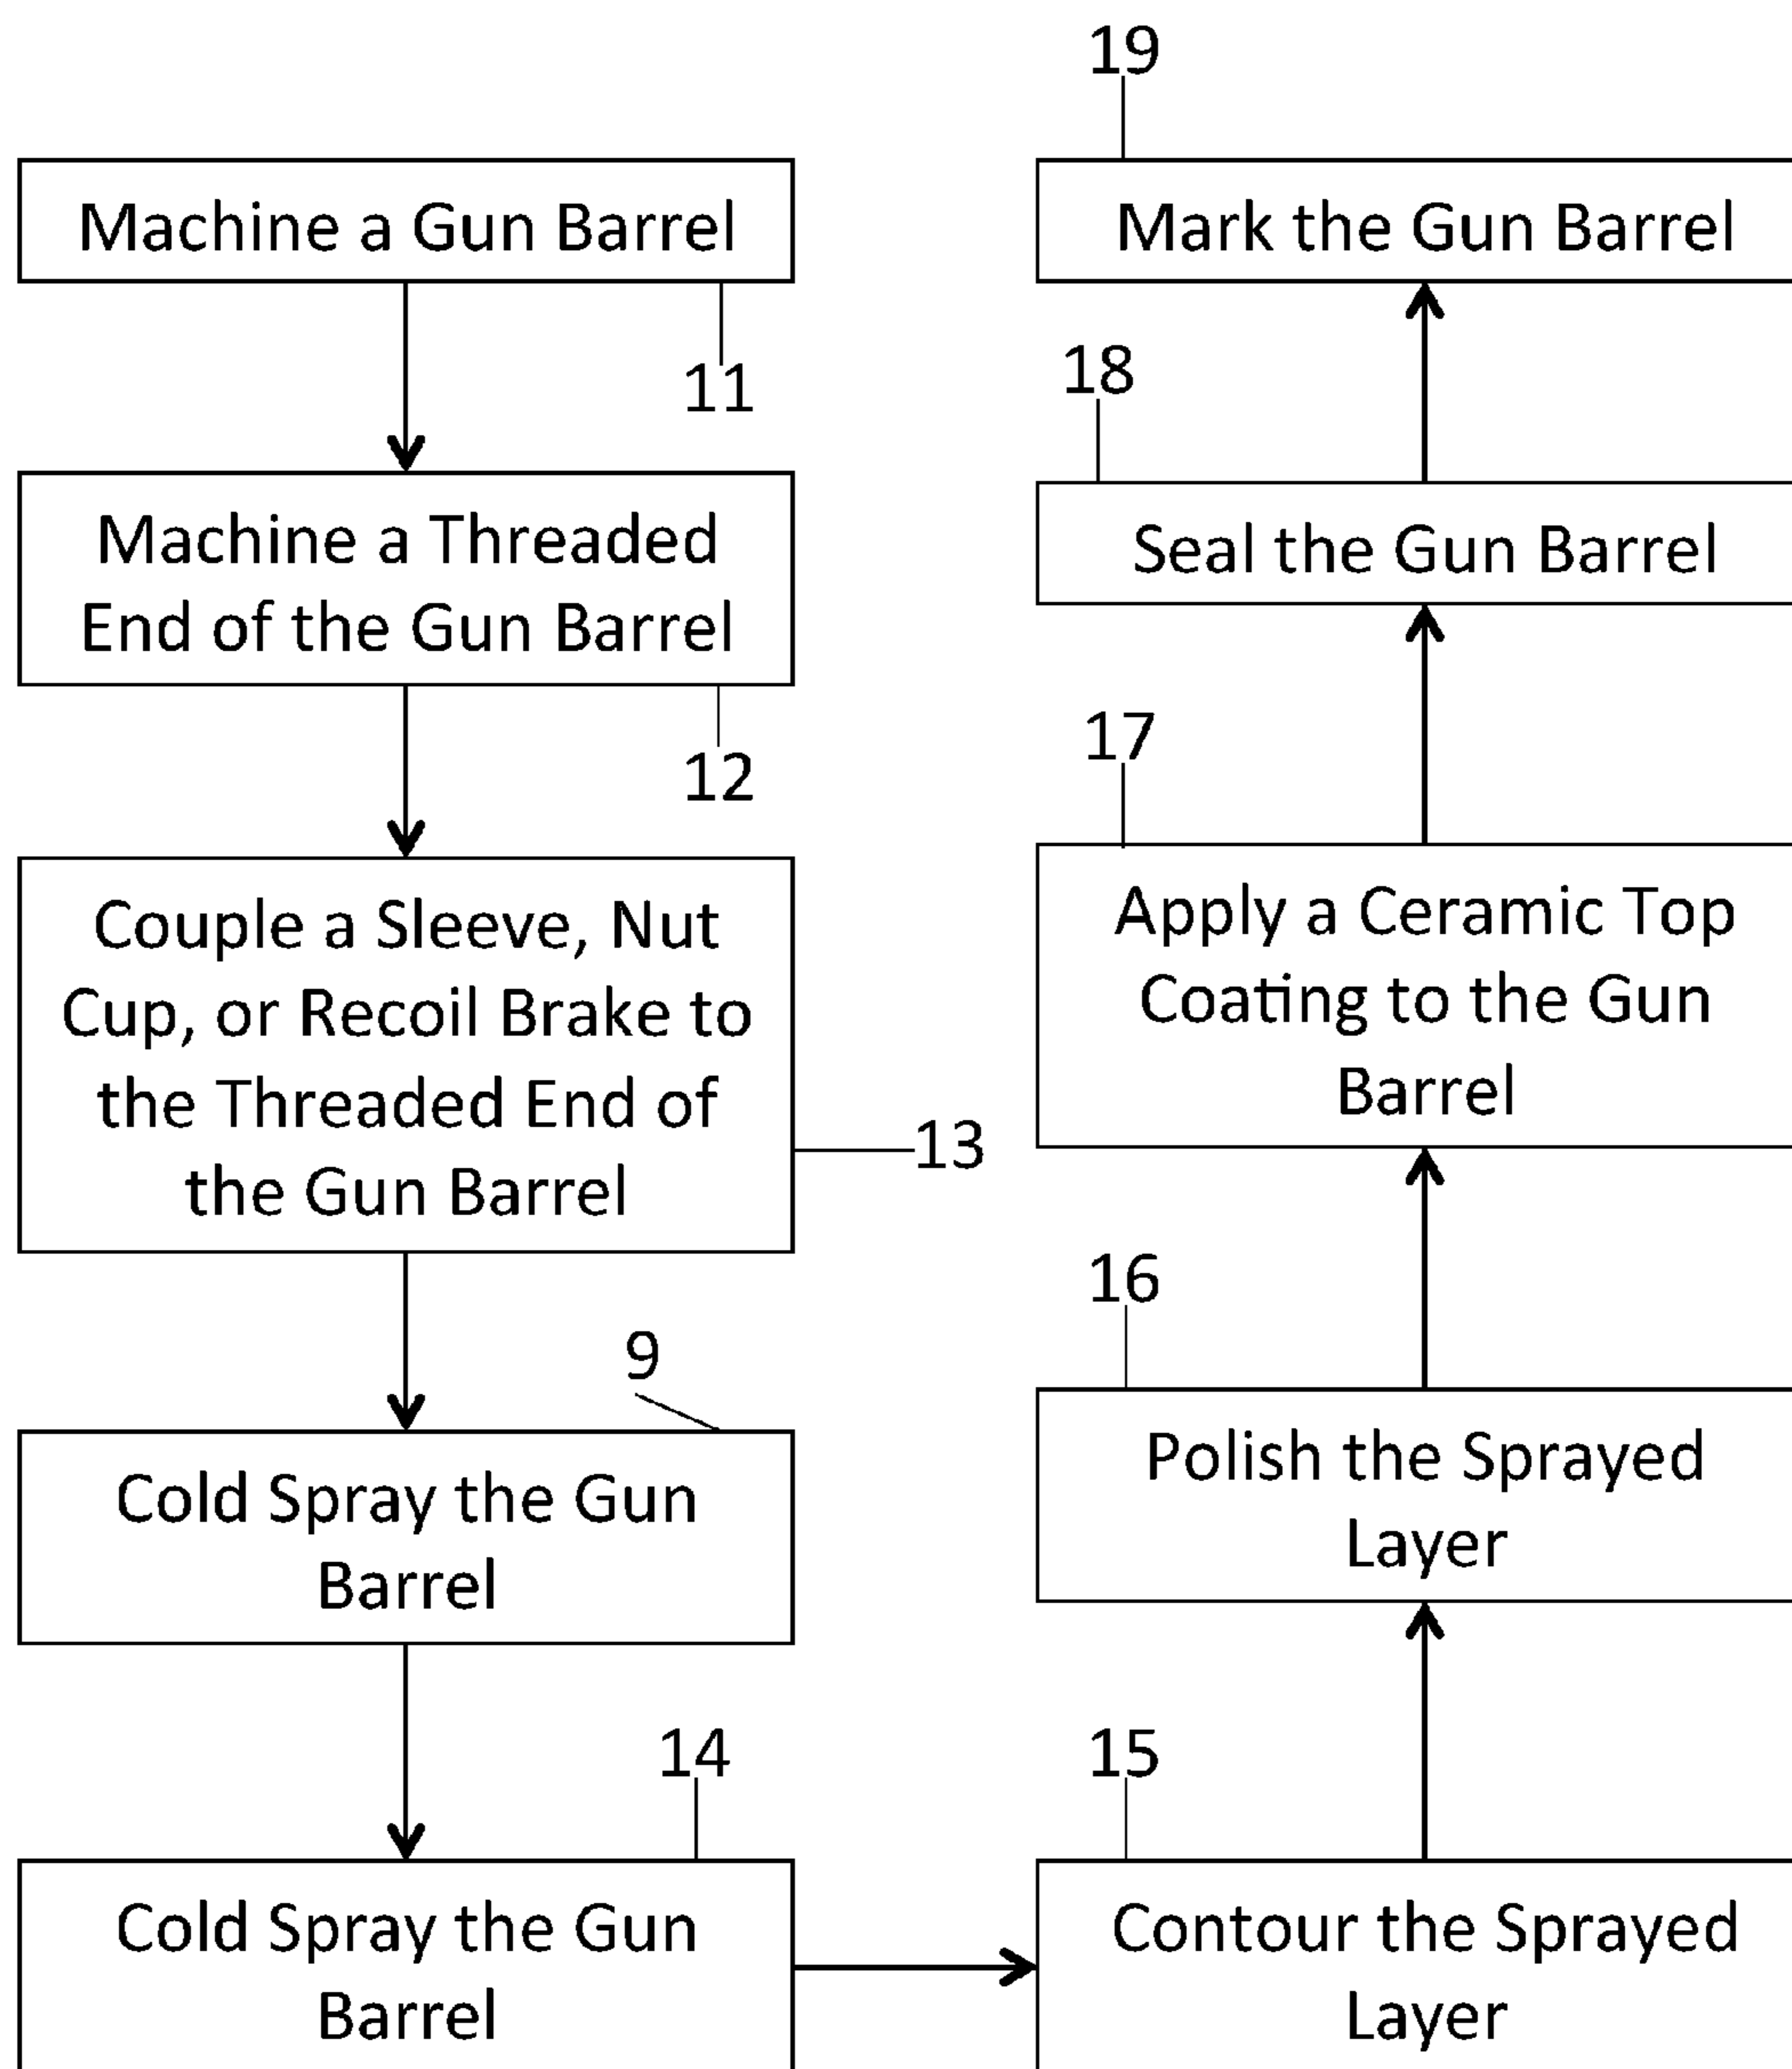 Machine a Gun Barrel
11
Machine a Threaded
End of the Gun Barrel
12
Couple a Sleeve, Nut
Cup, or Recoil Brake to
the Threaded End of
the Gun Barrel
13
9
Cold Spray the Gun
Barrel
14
Cold Spray the Gun
Barrel
15
Contour the Sprayed
Layer
16
Polish the Sprayed
Layer
17
Apply a Ceramic Top
Coating to the Gun
Barrel
18
Seal the Gun Barrel
19
Mark the Gun Barrel